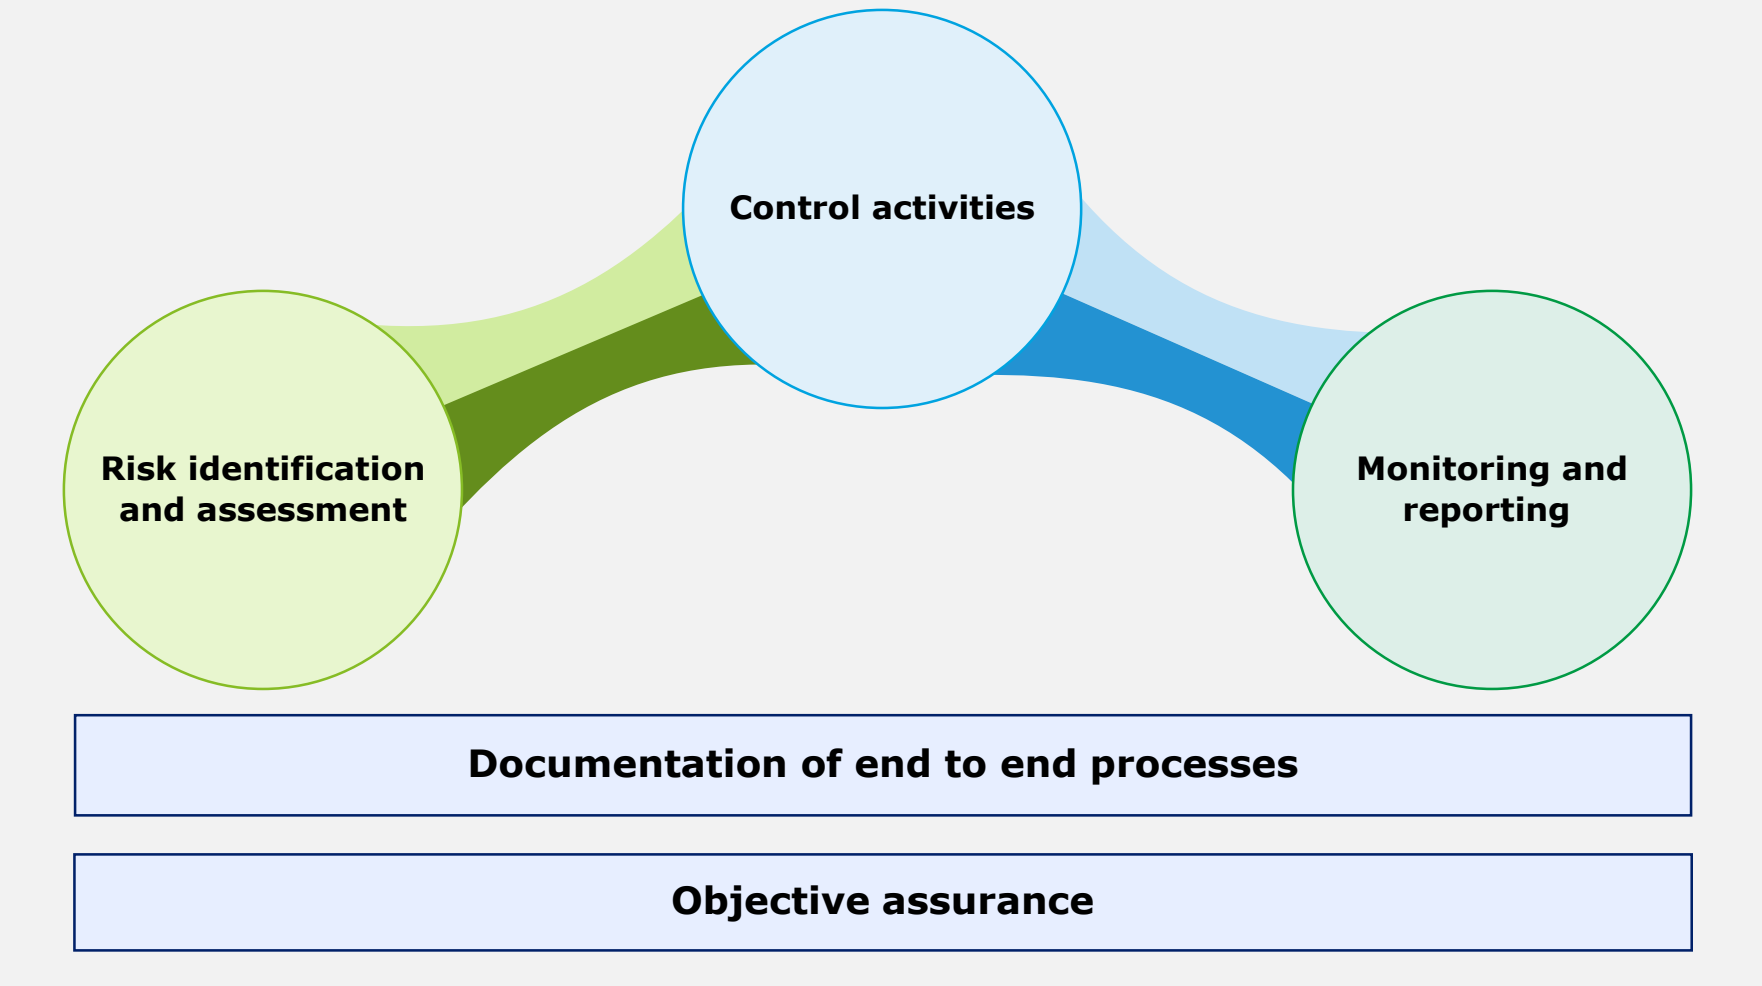 Control activities
Risk identification
and assessment
Monitoring and
reporting
Documentation of end to end processes
Objective assurance